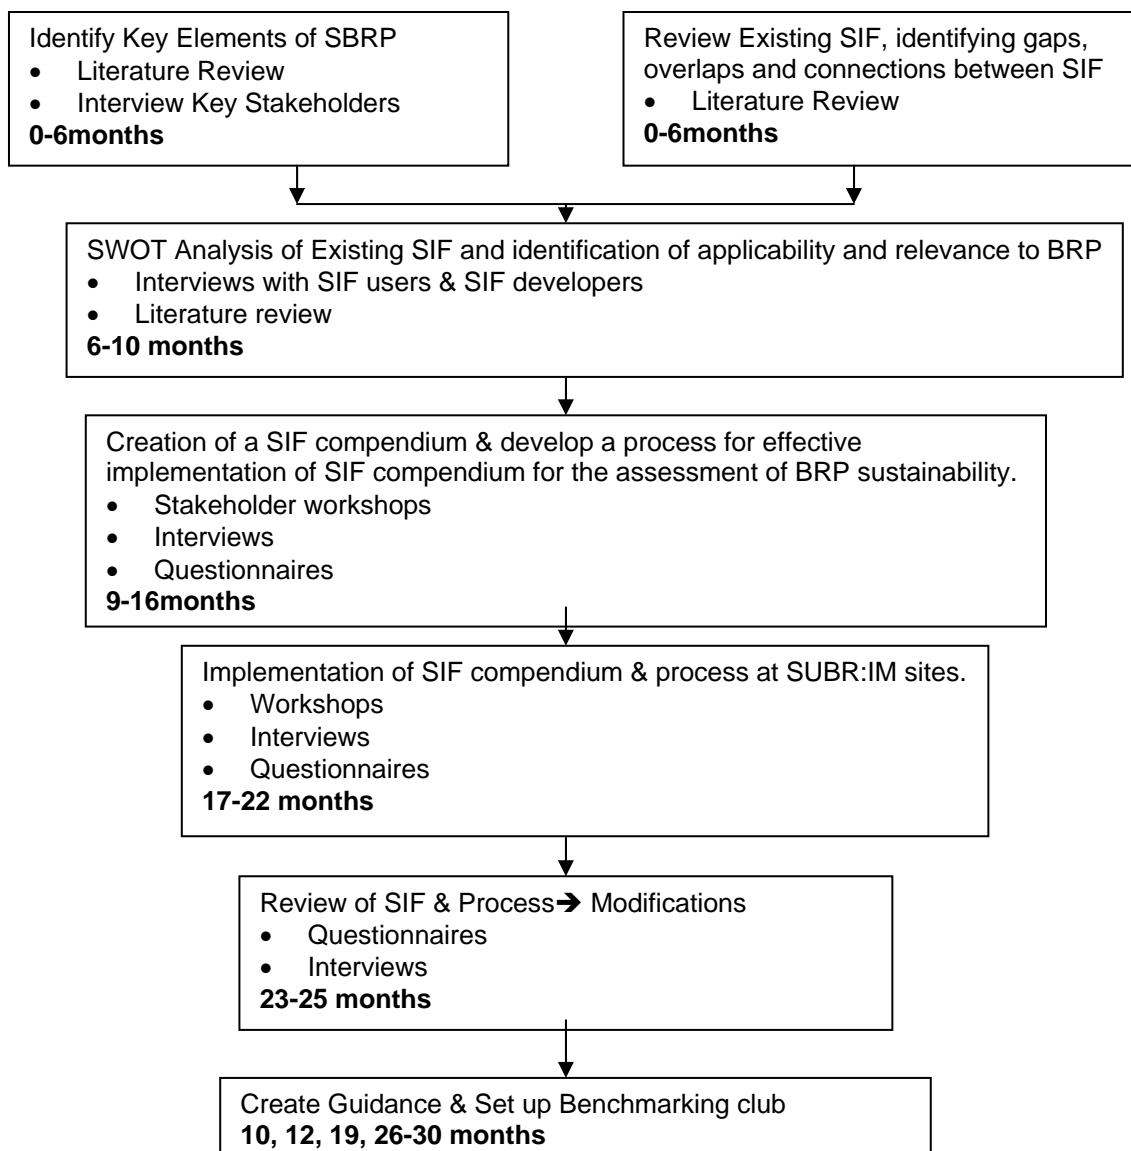 Identify Key Elements of SBRP
• Literature Review
• Interview Key Stakeholders
0-6months
Review Existing SIF, identifying gaps,
overlaps and connections between SIF
• Literature Review
0-6months
SWOT Analysis of Existing SIF and identification of applicability and relevance to BRP
• Interviews with SIF users & SIF developers
• Literature review
6-10 months
Creation of a SIF compendium & develop a process for effective
implementation of SIF compendium for the assessment of BRP sustainability.
• Stakeholder workshops
• Interviews
• Questionnaires
9-16months
Implementation of SIF compendium & process at SUBR:IM sites.
• Workshops
• Interviews
• Questionnaires
17-22 months
Review of SIF & Process➔ Modifications
• Questionnaires
• Interviews
23-25 months
Create Guidance & Set up Benchmarking club
10, 12, 19, 26-30 months